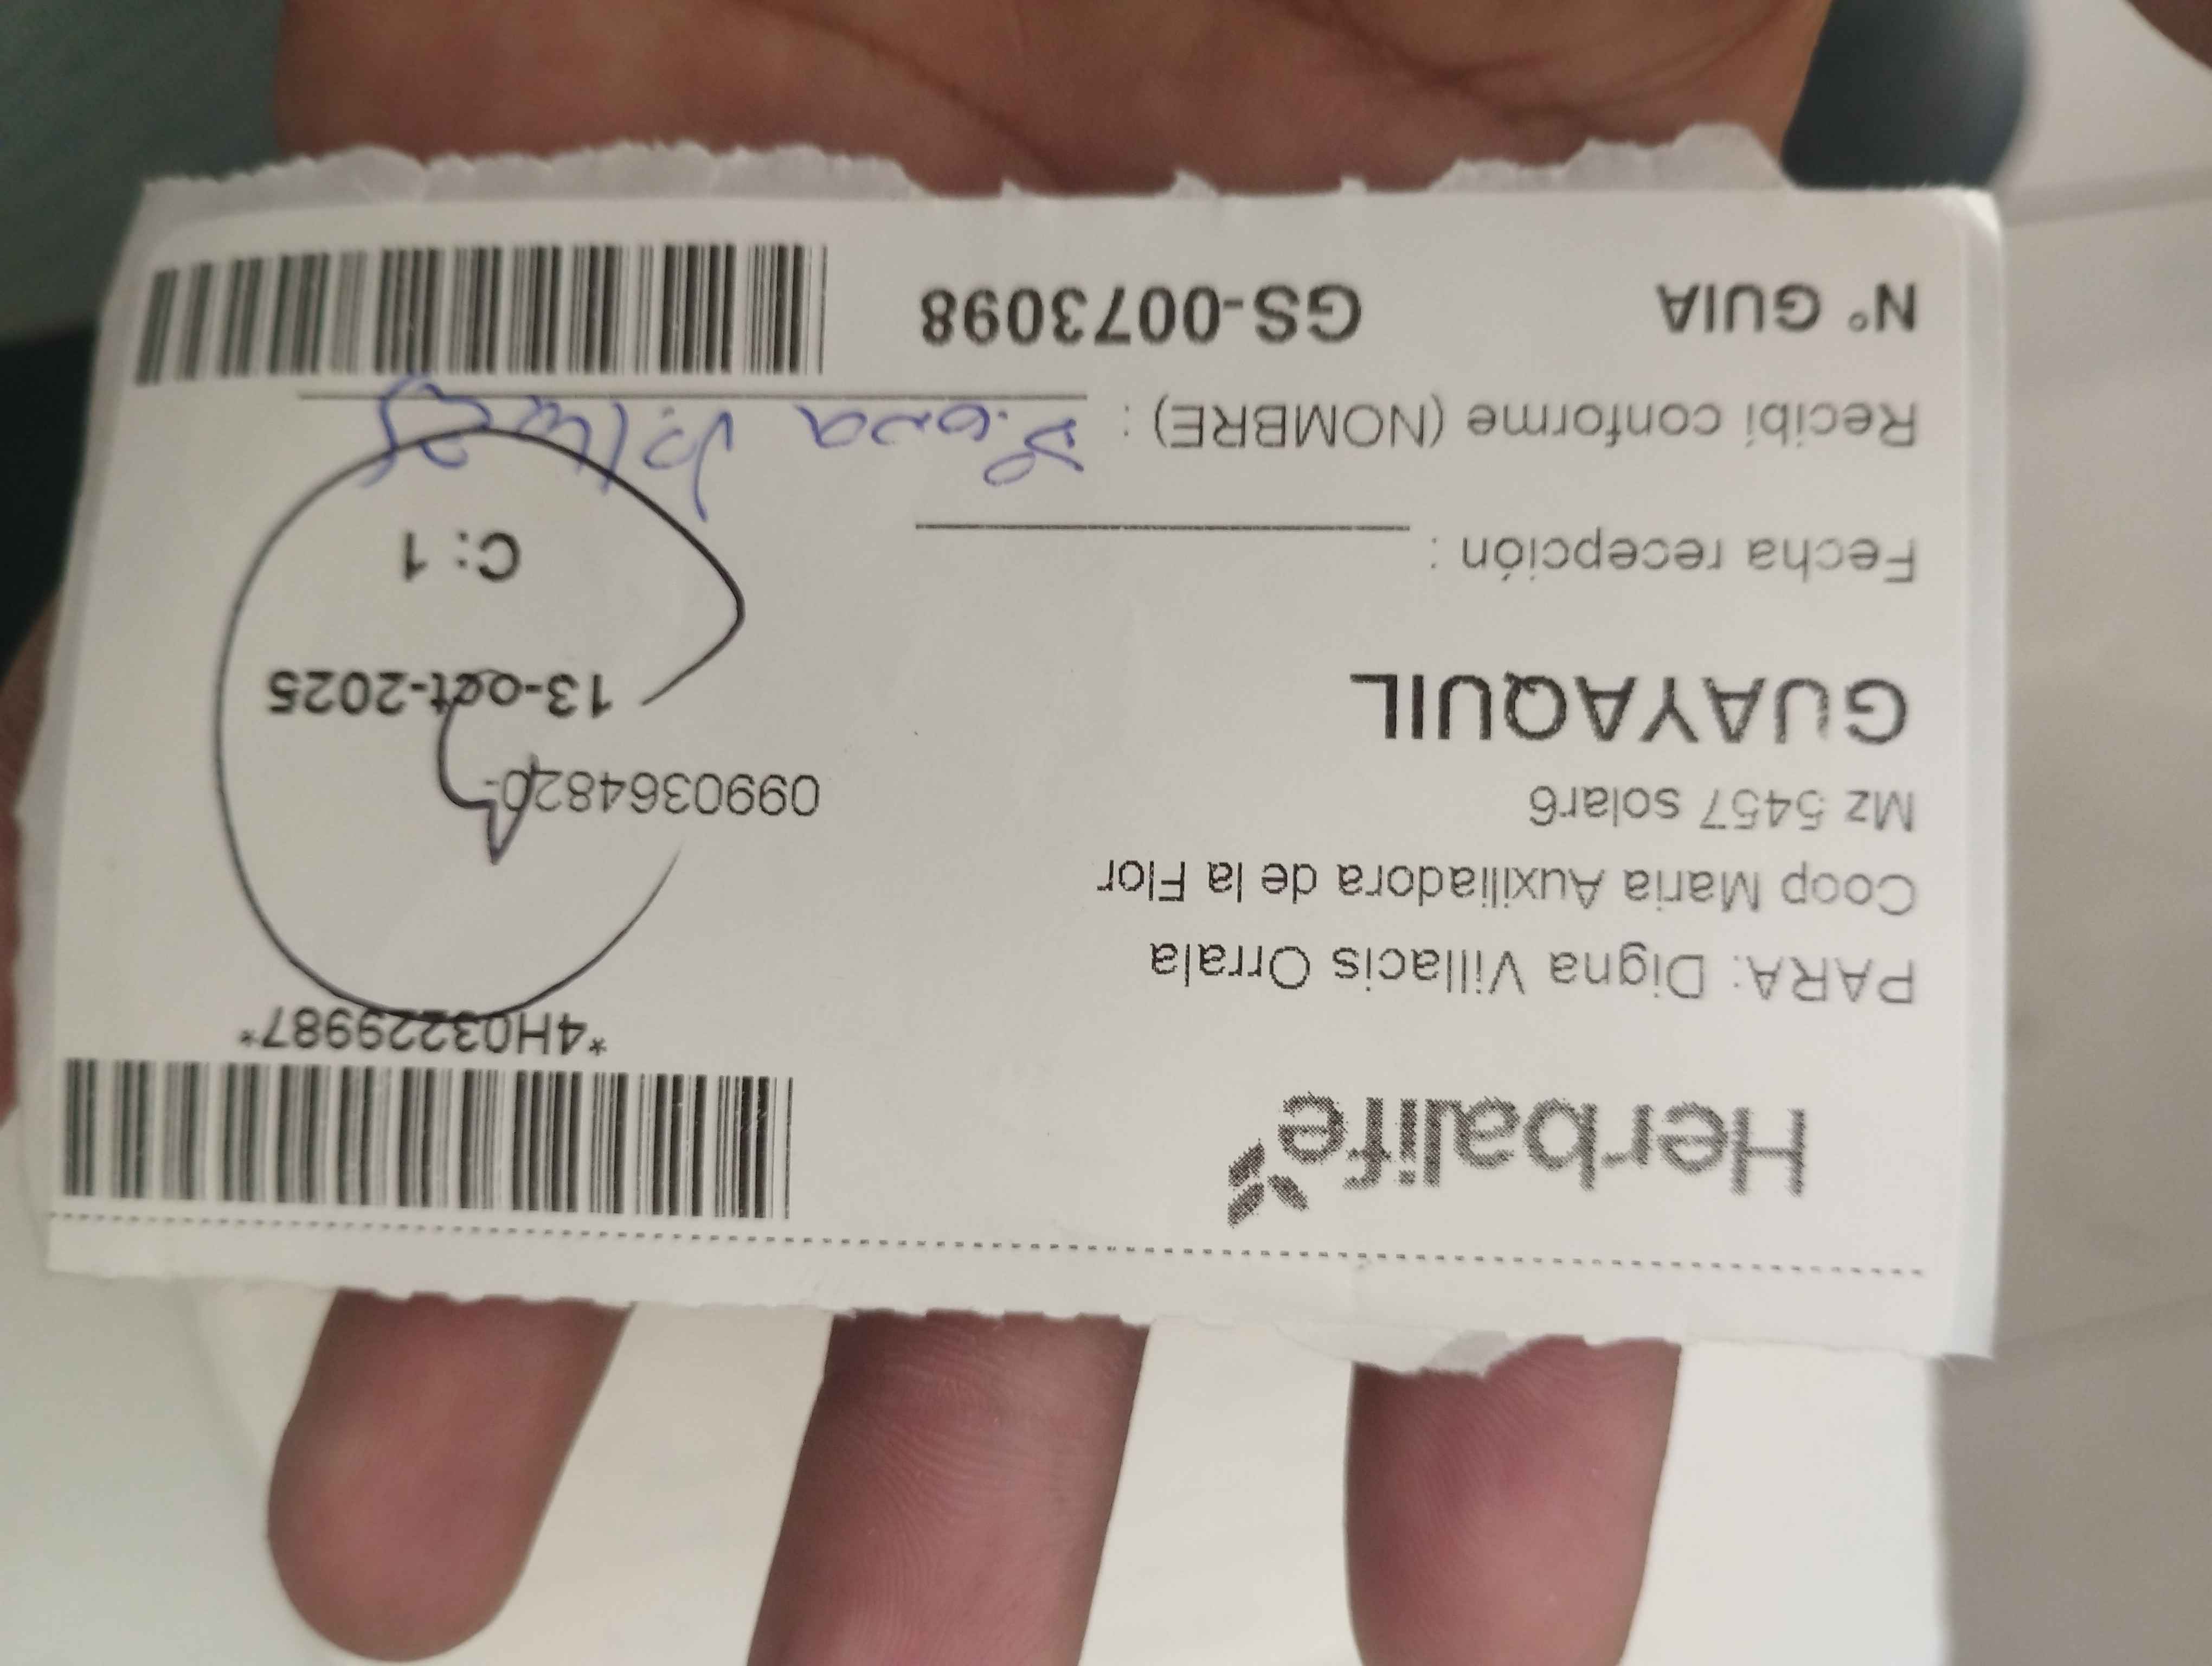 Herbalife
*4H03229987*
PARA: Digna Villacis Orrala
Coop Maria Auxiliadora de la Flor
Mz 5457 solar6
0990364820-
GUAYAQUIL
13-oct-2025
Fecha recepción :
C: 1
Recibi conforme (NOMBRE) :
N° GUIA GS-0073098